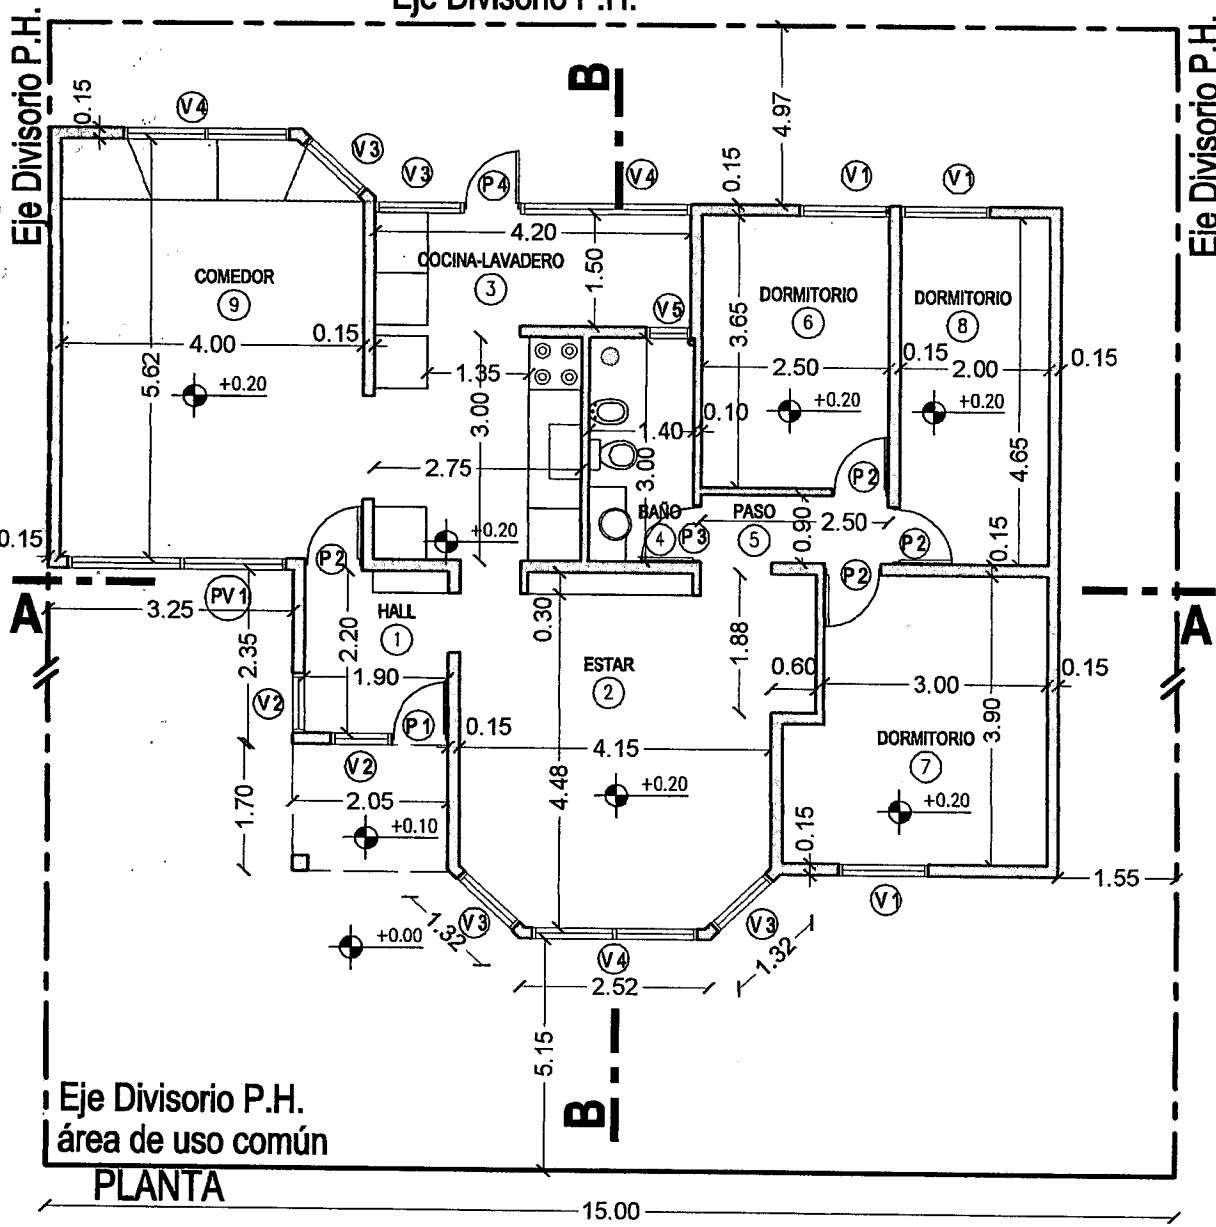 Eje Divisorio P.H.
Eje Divisorio P.H.
Eje Divisorio P.H.
B
0.15
V4
V3
V3
P4
V4
4.97
0.15
V1
V1
4.20
COCINA-LAVADERO
3
1.50
V5
COMEDOR
9
4.00
0.15
5.62
+0.20
1.35
3.00
2.75
+0.20
1.40
3.00
0.10
BAÑO
4
P3
DORMITORIO
6
3.65
2.50
+0.20
0.15
DORMITORIO
8
2.00
0.15
+0.20
4.65
P2
PASO
5
0.90
2.50
P2
0.15
P2
0.15
P2
A
PV1
3.25
2.35
2.20
HALL
1
1.90
V2
P1
0.15
V2
2.05
1.70
+0.10
0.30
ESTAR
2
1.88
0.60
4.15
4.48
+0.20
3.00
0.15
3.90
DORMITORIO
7
+0.20
0.15
A
V1
1.55
V3
1.32
+0.00
V4
2.52
V3
1.32
5.15
B
Eje Divisorio P.H.
área de uso común
PLANTA
15.00